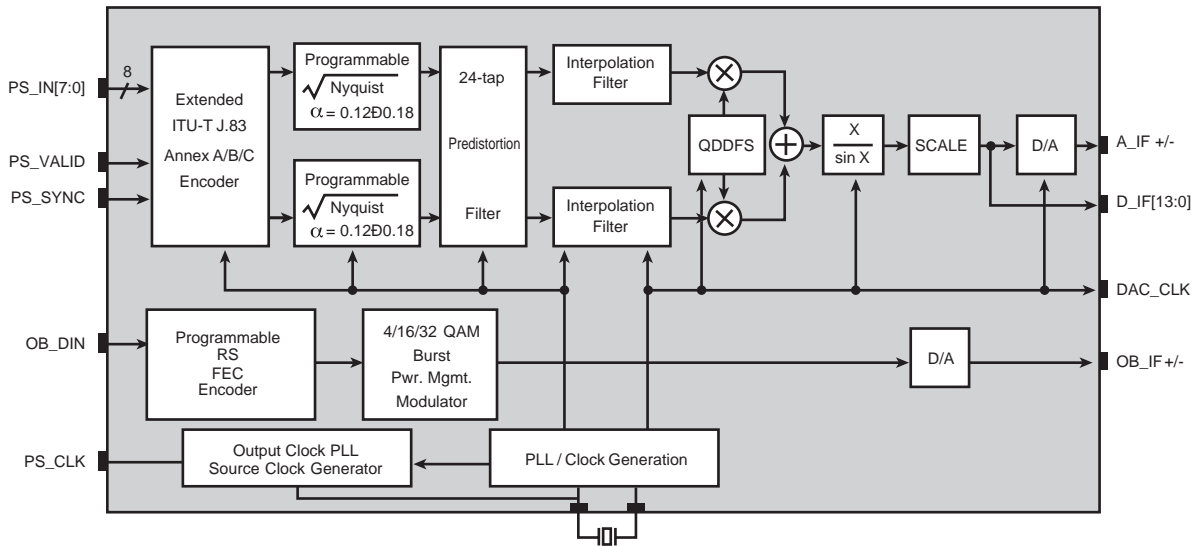 8
PS_IN[7:0]
PS_VALID
PS_SYNC
Extended
ITU-T J.83
Annex A/B/C
Encoder
Programmable
√Nyquist
α = 0.12Ð0.18
Programmable
√Nyquist
α = 0.12Ð0.18
24-tap
Predistortion
Filter
Interpolation
Filter
Interpolation
Filter
×
QDDFS
×
+
X
sin X
SCALE
D/A
A_IF +/-
D_IF[13:0]
DAC_CLK
OB_DIN
Programmable
RS
FEC
Encoder
4/16/32 QAM
Burst
Pwr. Mgmt.
Modulator
D/A
OB_IF+/-
PS_CLK
Output Clock PLL
Source Clock Generator
PLL / Clock Generation